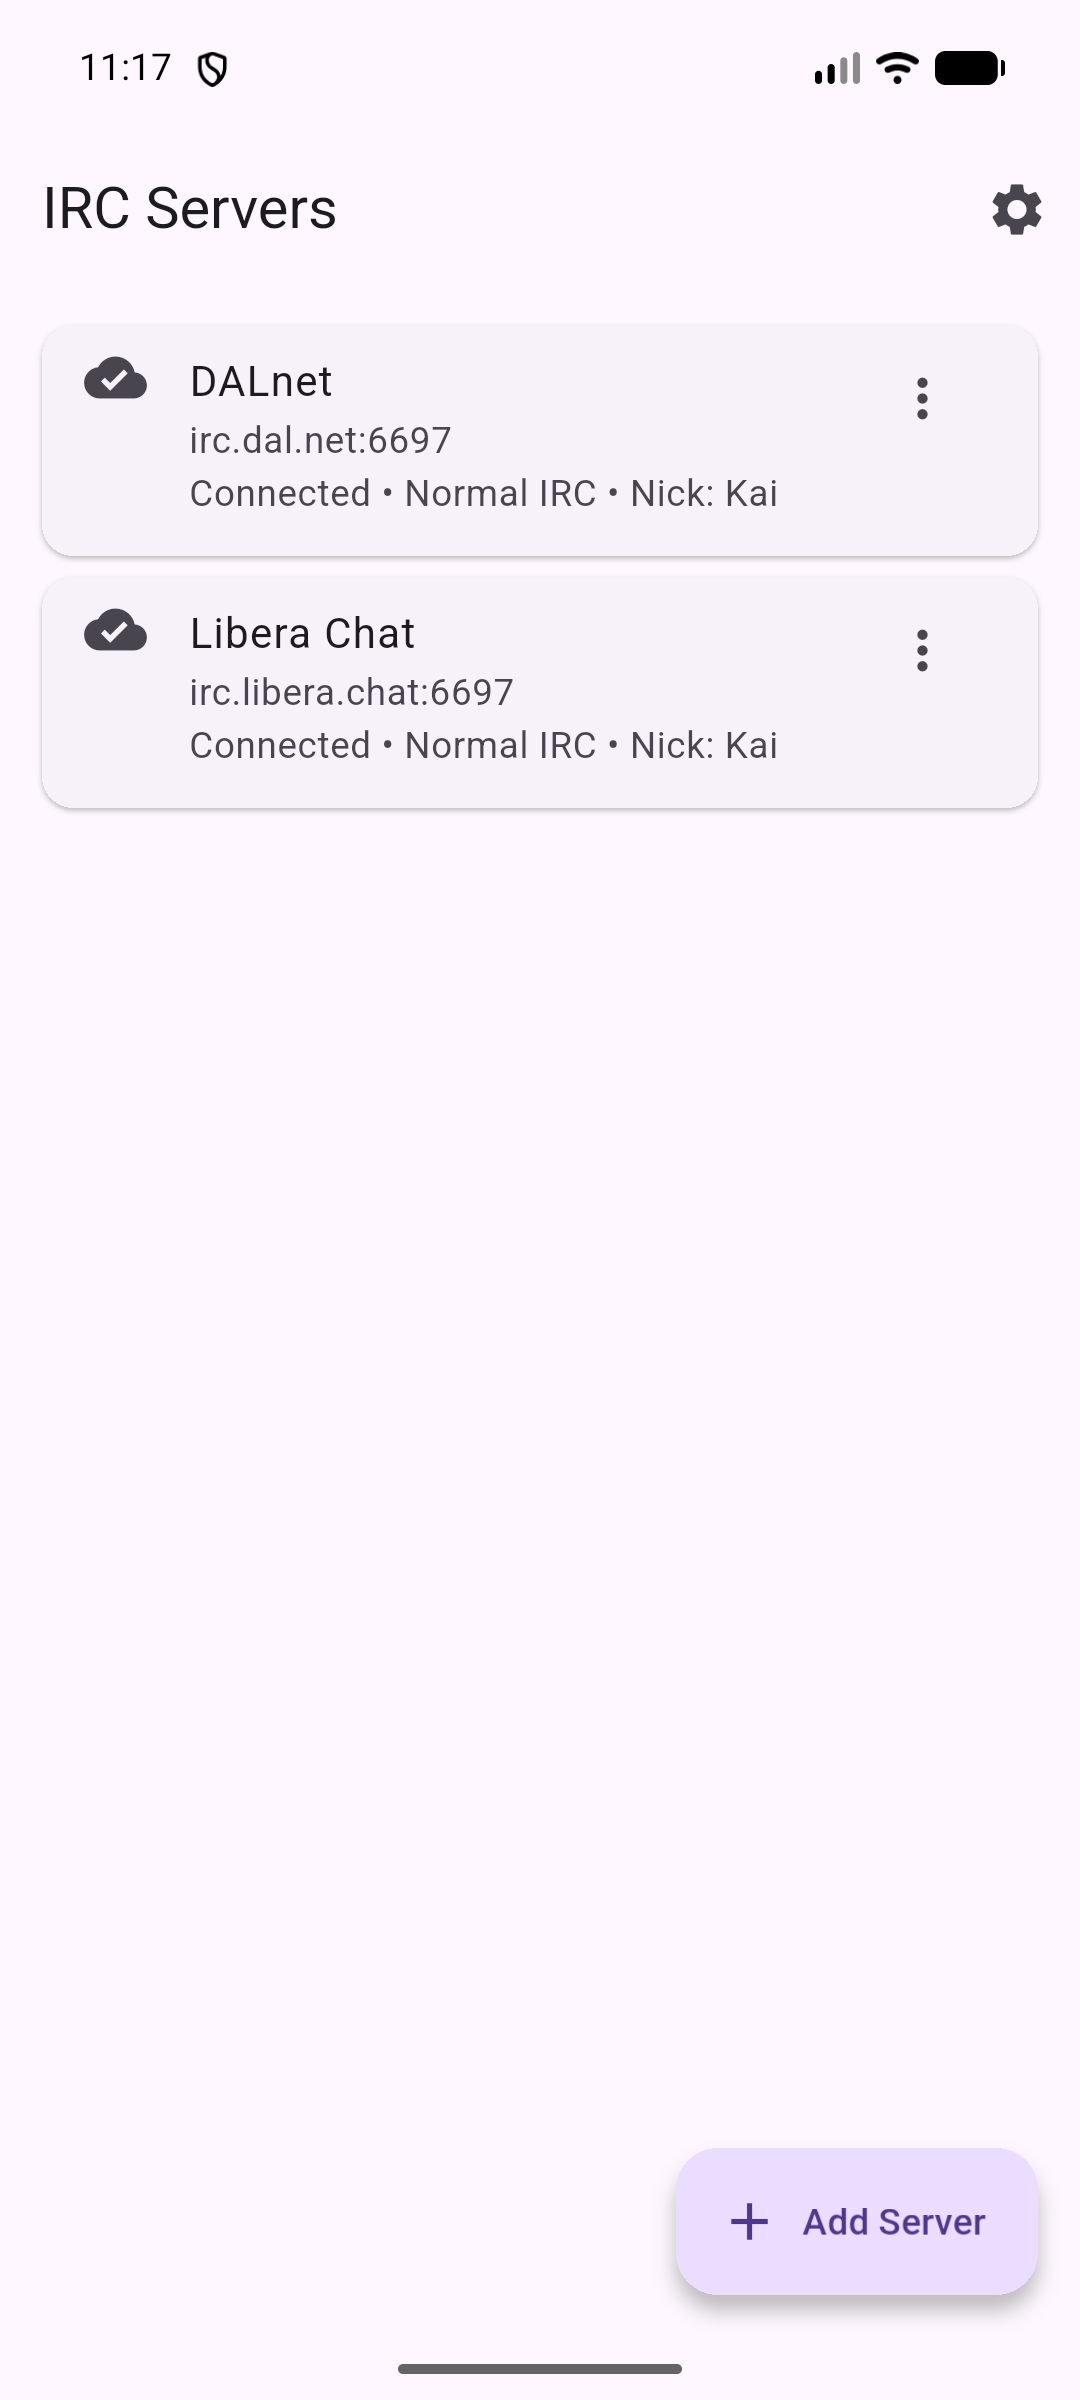 11:17
IRC Servers
DALnet
irc.dal.net:6697
Connected • Normal IRC • Nick: Kai
Libera Chat
irc.libera.chat:6697
Connected • Normal IRC • Nick: Kai
Add Server